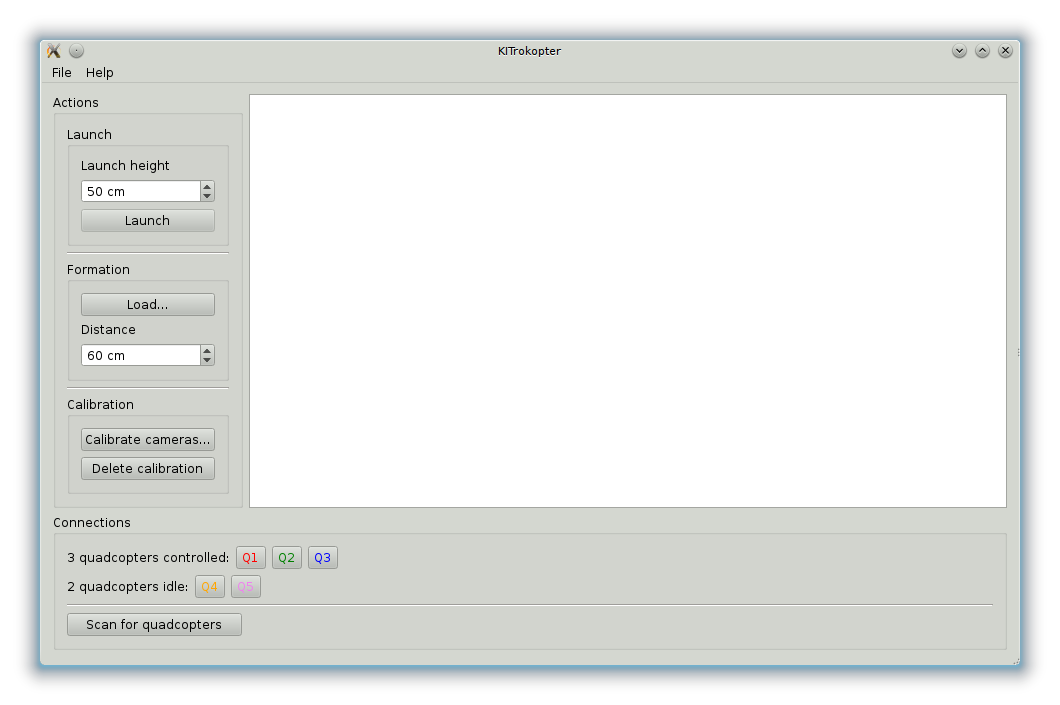 KITrokopter
File Help
Actions
Launch
Launch height
50 cm
Launch
Formation
Load...
Distance
60 cm
Calibration
Calibrate cameras...
Delete calibration
Connections
3 quadcopters controlled: Q1 Q2 Q3
2 quadcopters idle: Q4 Q5
Scan for quadcopters